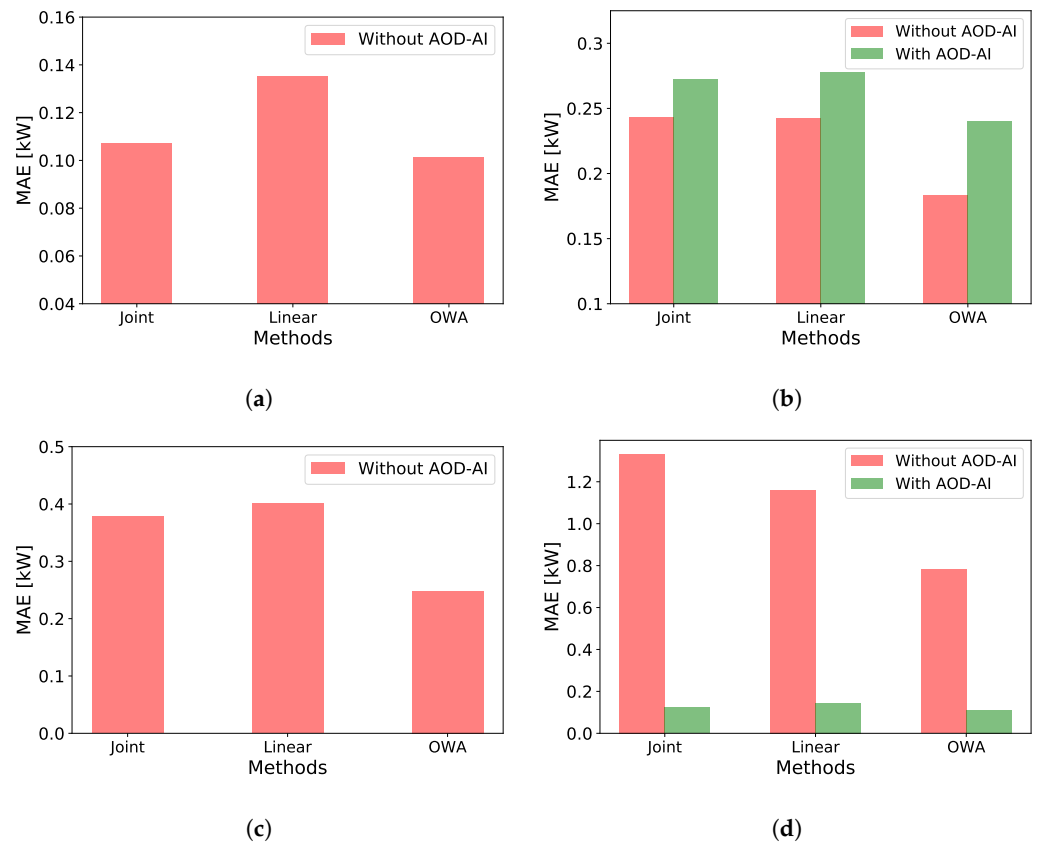 0.16
0.14
0.12
0.10
0.08
0.06
0.04
MAE [kW]
Without AOD-AI
Joint
Linear
OWA
Methods
(a)
0.3
0.25
0.2
0.15
0.1
MAE [kW]
Without AOD-AI
With AOD-AI
Joint
Linear
OWA
Methods
(b)
0.5
0.4
0.3
0.2
0.1
0.0
MAE [kW]
Without AOD-AI
Joint
Linear
OWA
Methods
(c)
1.2
1.0
0.8
0.6
0.4
0.2
0.0
MAE [kW]
Without AOD-AI
With AOD-AI
Joint
Linear
OWA
Methods
(d)